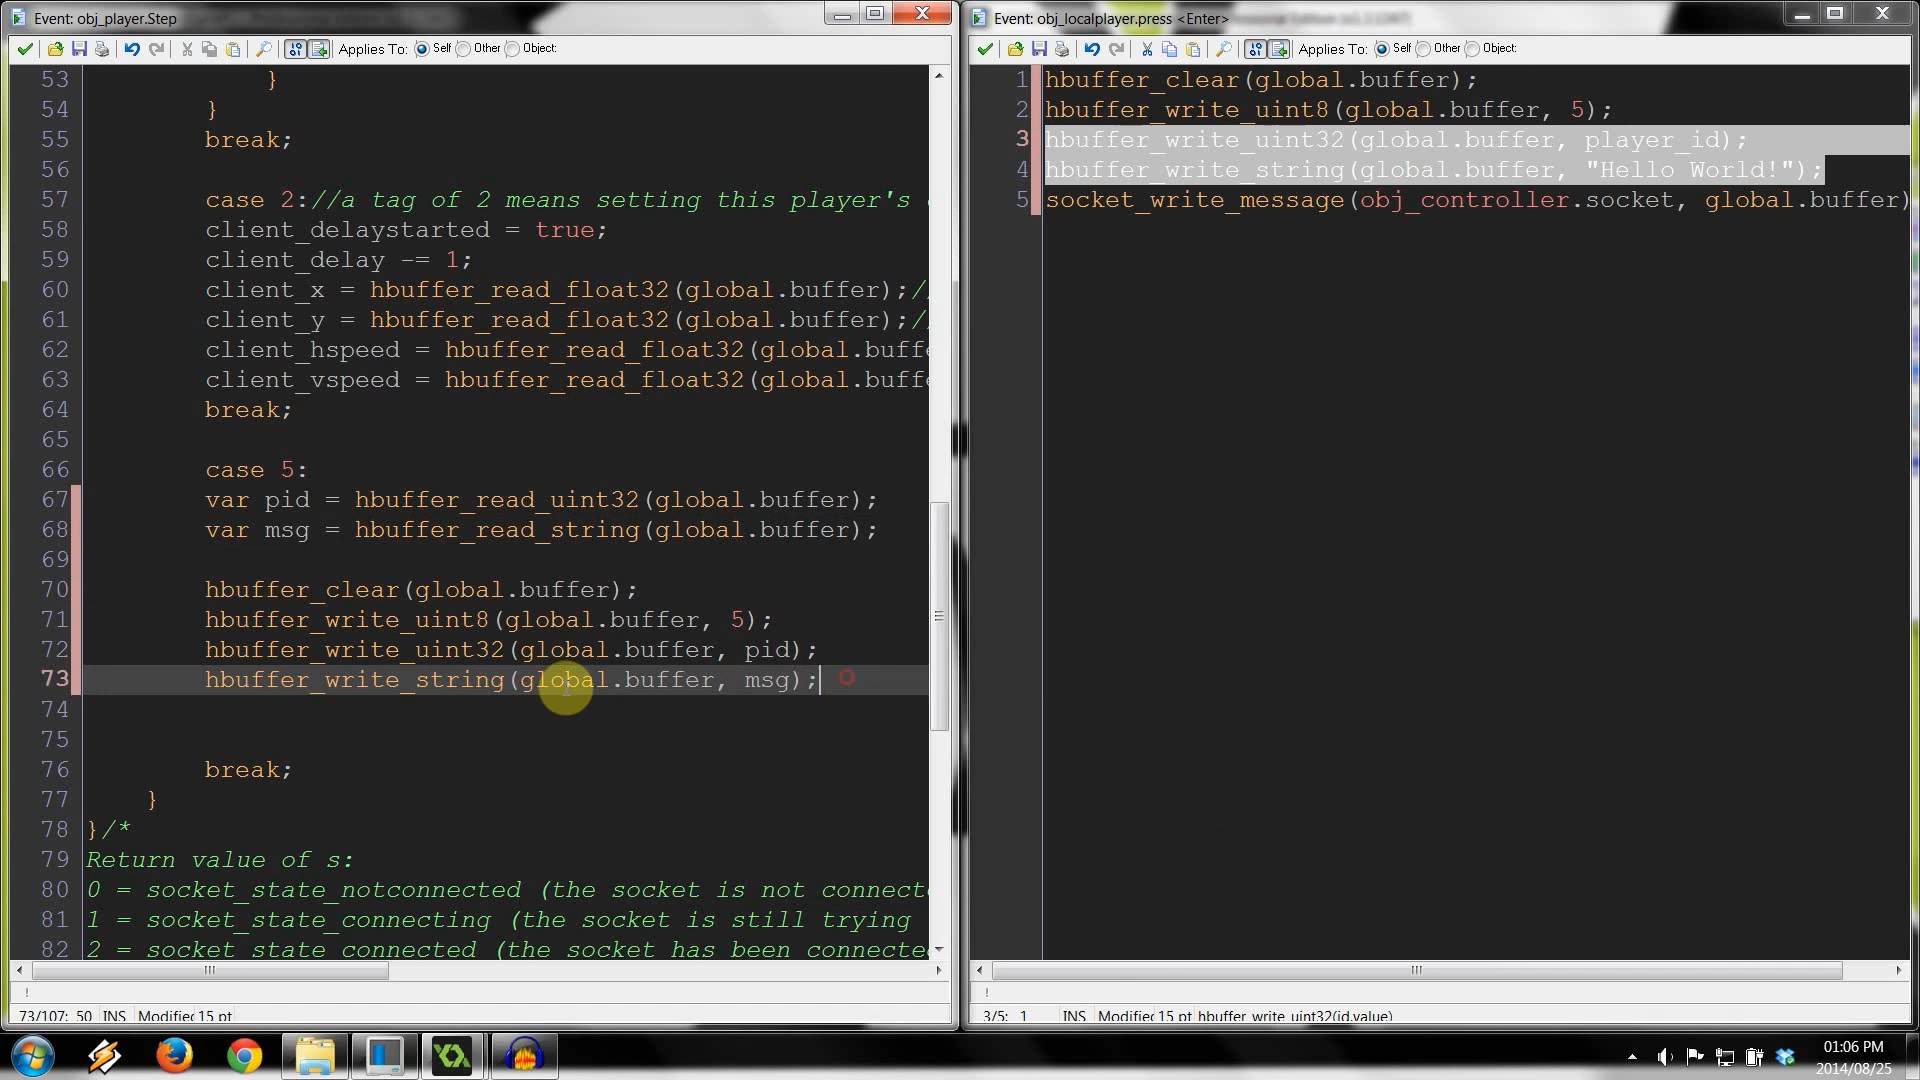 Event: obj_player.Step
Applies To: Self Other Object:
53 }
54 }
55 break;
56
57 case 2://a tag of 2 means setting this player's
58 client_delaystarted = true;
59 client_delay -= 1;
60 client_x = hbuffer_read_float32(global.buffer);/
61 client_y = hbuffer_read_float32(global.buffer);/
62 client_hspeed = hbuffer_read_float32(global.buff
63 client_vspeed = hbuffer_read_float32(global.buff
64 break;
65
66 case 5:
67 var pid = hbuffer_read_uint32(global.buffer);
68 var msg = hbuffer_read_string(global.buffer);
69
70 hbuffer_clear(global.buffer);
71 hbuffer_write_uint8(global.buffer, 5);
72 hbuffer_write_uint32(global.buffer, pid);
73 hbuffer_write_string(global.buffer, msg);
74
75
76 break;
77 }
78 }/*
79 Return value of s:
80 0 = socket_state_notconnected (the socket is not connect
81 1 = socket_state_connecting (the socket is still trying
82 2 = socket_state_connected (the socket has been connecte
!
73/107: 50 INS Modified 15 pt
Event: obj_localplayer.press <Enter>
Applies To: Self Other Object:
1 hbuffer_clear(global.buffer);
2 hbuffer_write_uint8(global.buffer, 5);
3 hbuffer_write_uint32(global.buffer, player_id);
4 hbuffer_write_string(global.buffer, "Hello World!");
5 socket_write_message(obj_controller.socket, global.buffer)
!
3/5: 1 INS Modified 15 pt hbuffer_write_uint32(id,value)
01:06 PM
2014/08/25